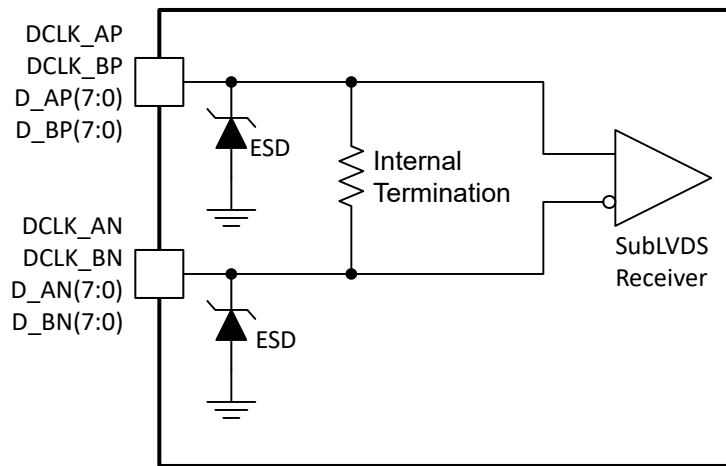 DCLK_AP
DCLK_BP
D_AP(7:0)
D_BP(7:0)
ESD
Internal
Termination
DCLK_AN
DCLK_BN
D_AN(7:0)
D_BN(7:0)
ESD
SubLVDS
Receiver